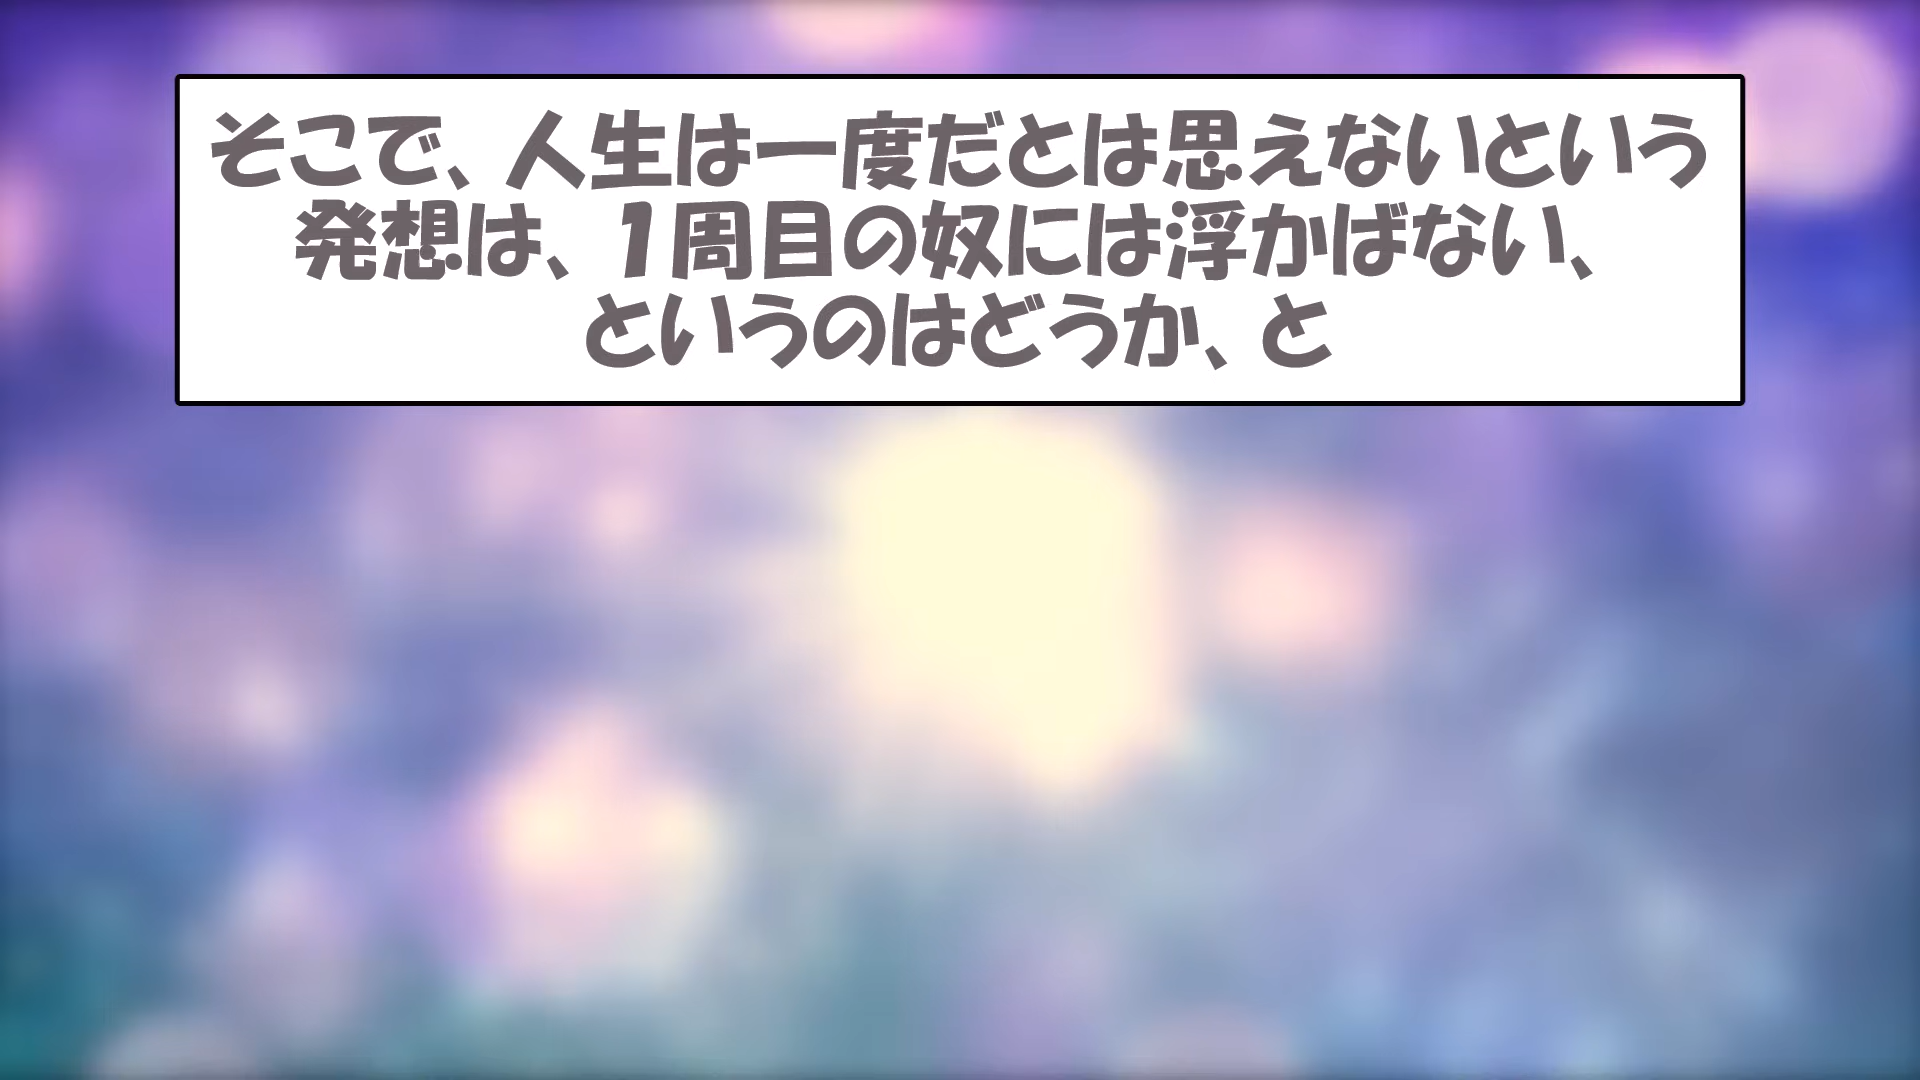 そこで、人生は一度だとは思えないという
発想は、1周目の奴には浮かばない、
というのはどうか、と